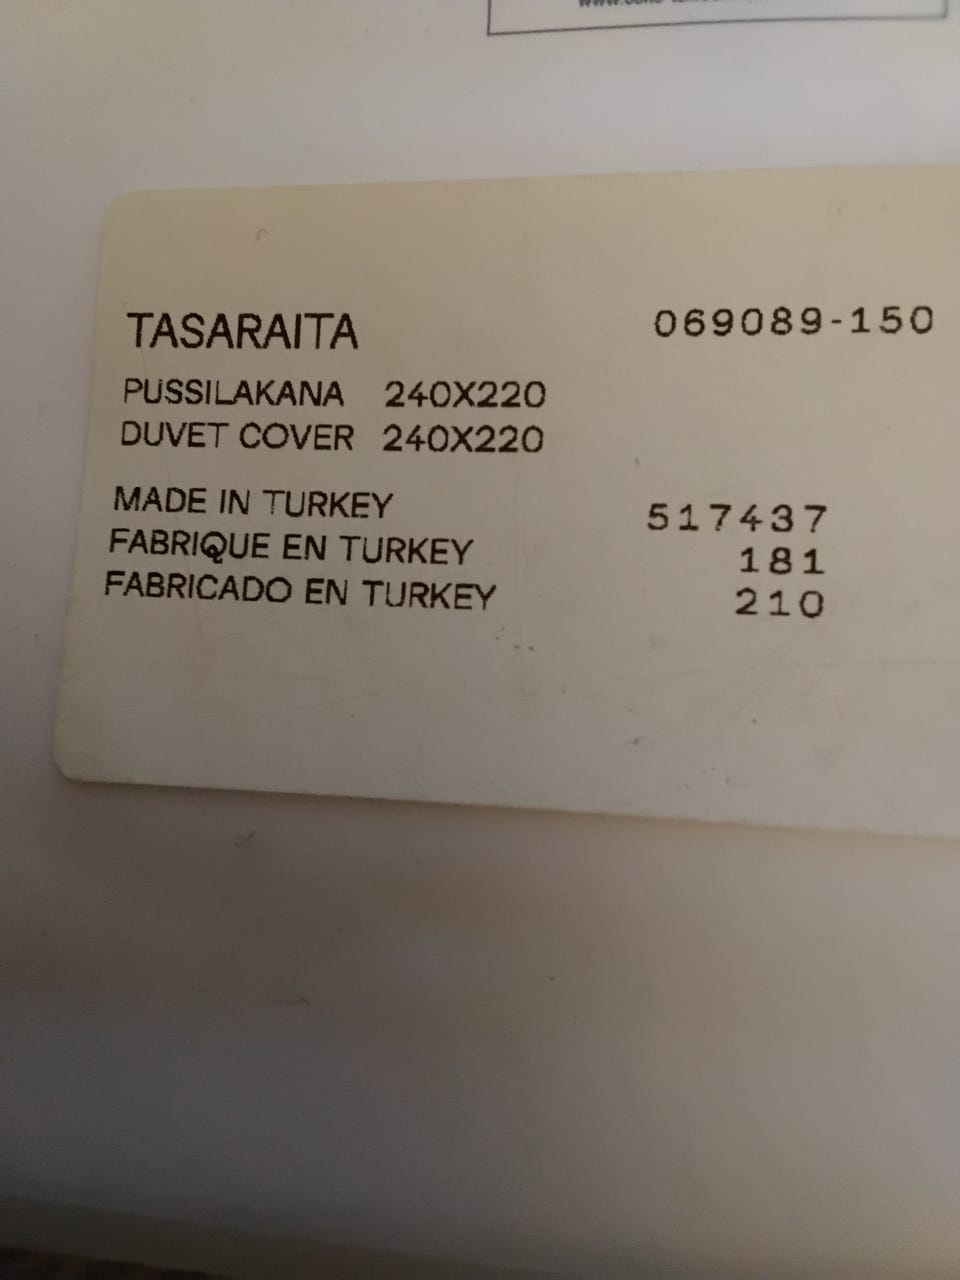 TASARAITA 069089-150
PUSSILAKANA 240X220
DUVET COVER 240X220
MADE IN TURKEY 517437
FABRIQUE EN TURKEY 181
FABRICADO EN TURKEY 210